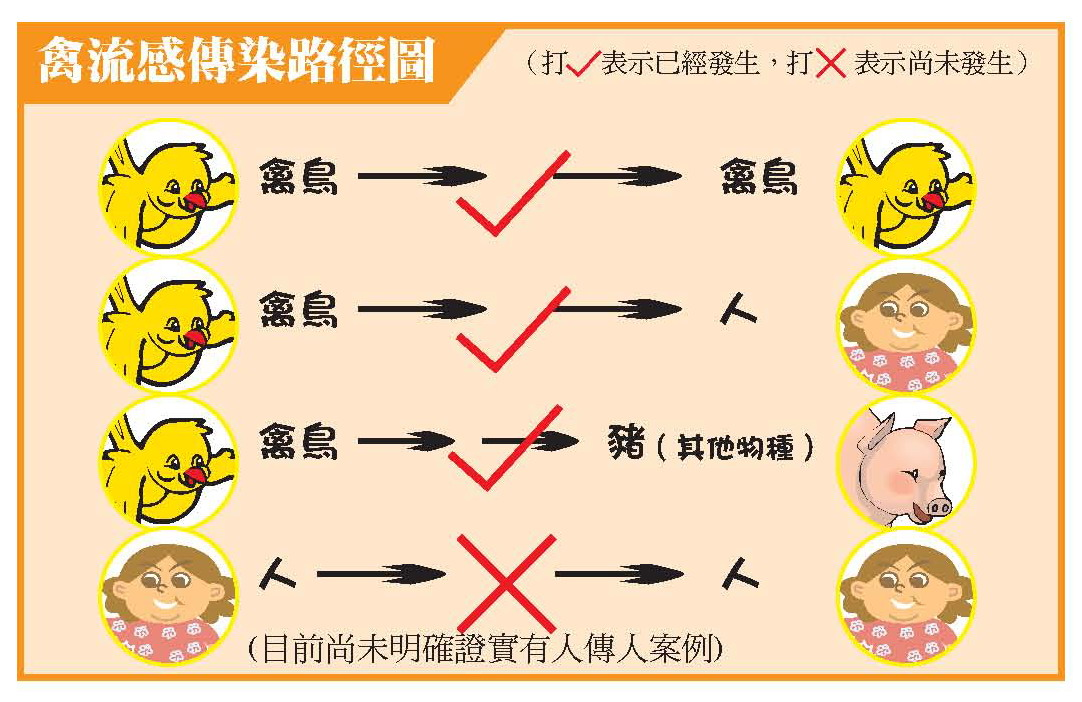 禽流感傳染路徑圖
（打✓表示已經發生，打✕表示尚未發生）
禽鳥 禽鳥
禽鳥 人
禽鳥 豬（其他物種）
人 人
(目前尚未明確證實有人傳人案例)